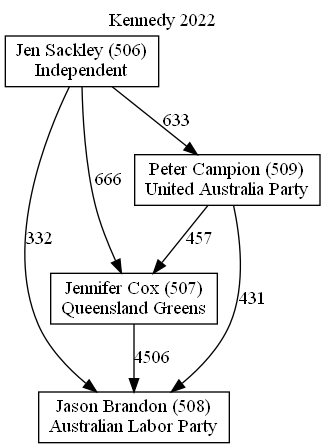 Kennedy 2022
Jen Sackley (506)
Independent
633
Peter Campion (509)
United Australia Party
666
332
457
431
Jennifer Cox (507)
Queensland Greens
4506
Jason Brandon (508)
Australian Labor Party